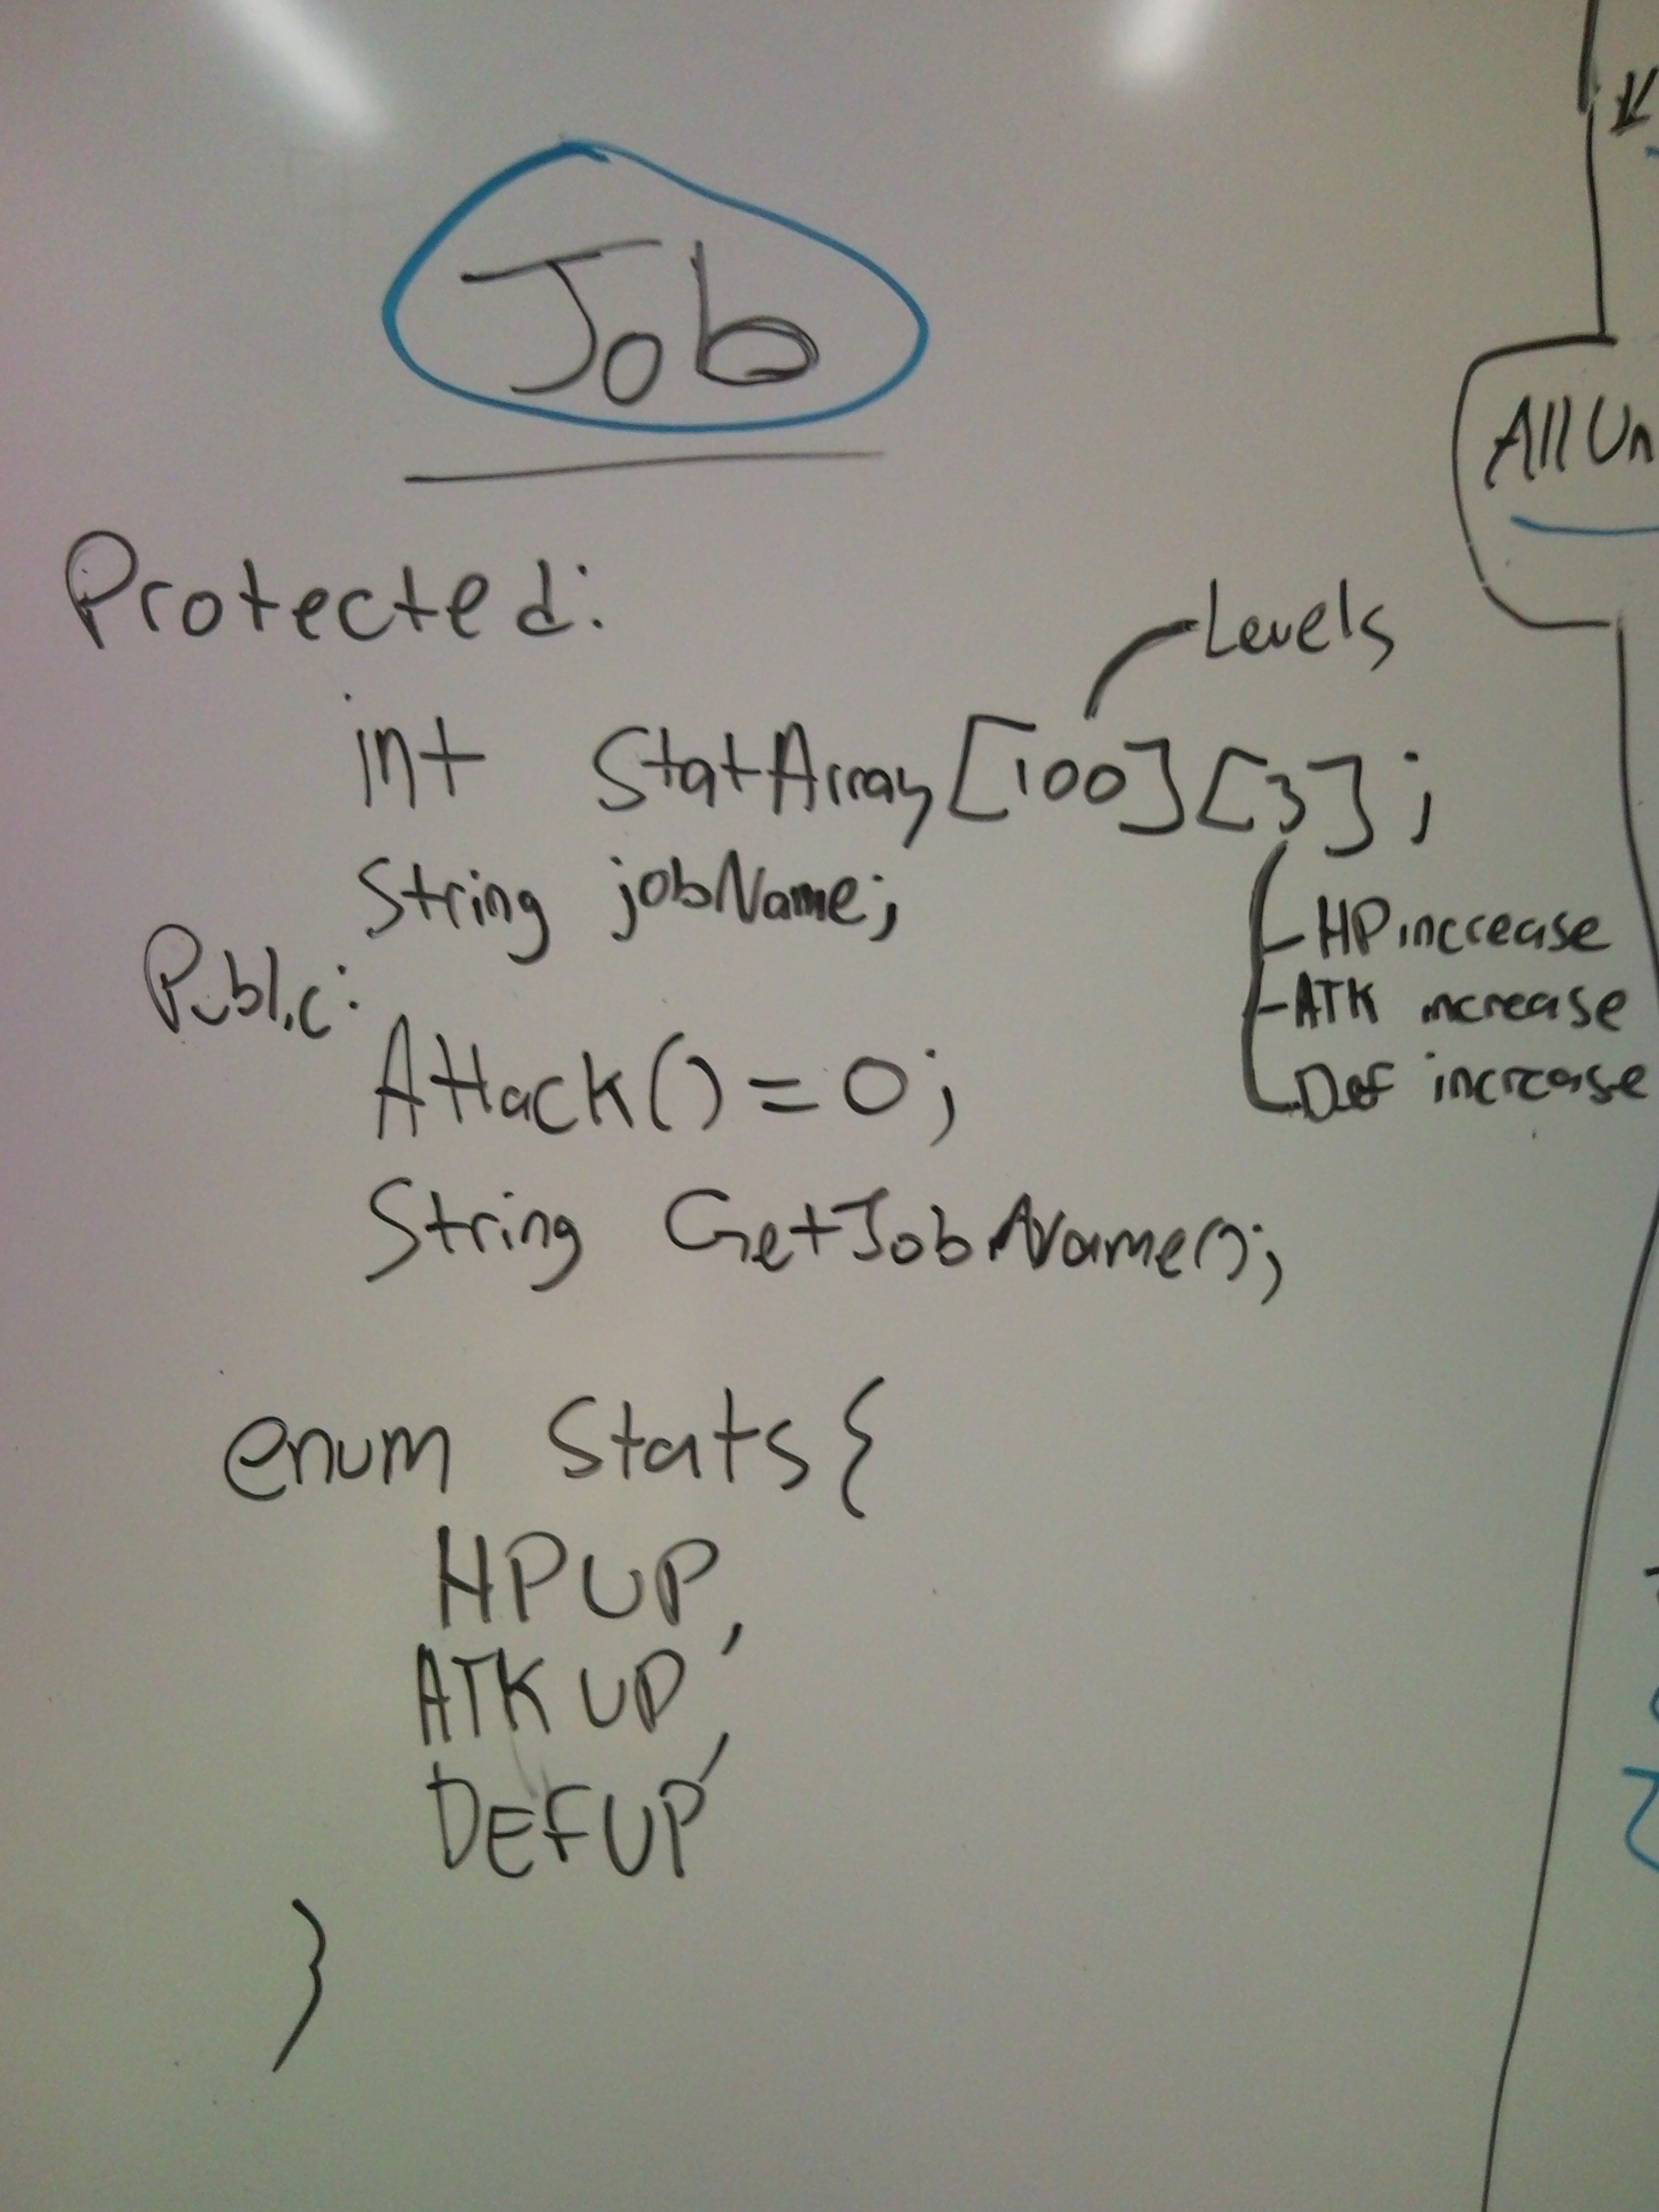 Job
All Un
Protected:
Levels
int StatArray[100][3];
String jobName;
- HP increase
Public:
- ATK increase
Attack()=0;
- Def increase
String GetJobName();
enum Stats{
HPUP,
ATKUP,
DEFUP
}